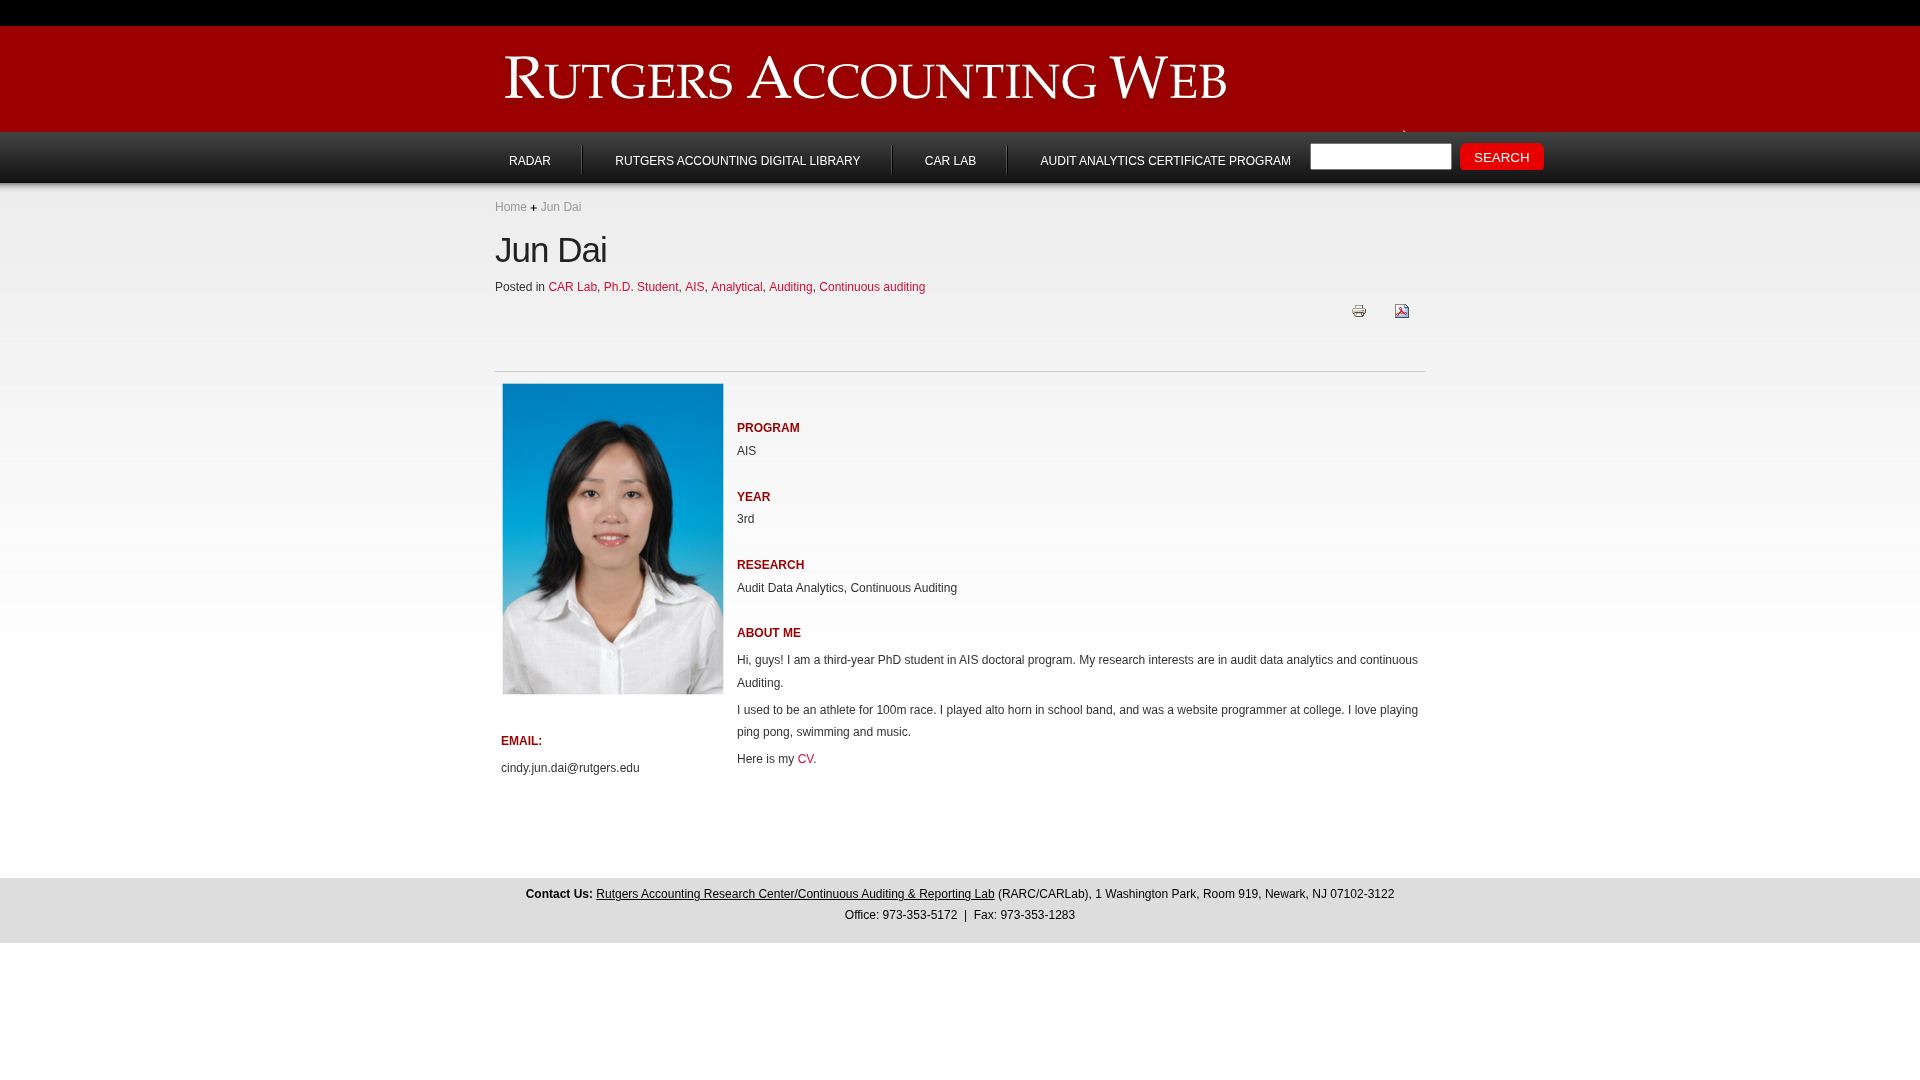 RUTGERS ACCOUNTING WEB
RADAR
RUTGERS ACCOUNTING DIGITAL LIBRARY
CAR LAB
AUDIT ANALYTICS CERTIFICATE PROGRAM
SEARCH
Home + Jun Dai
Jun Dai
Posted in CAR Lab, Ph.D. Student, AIS, Analytical, Auditing, Continuous auditing
PROGRAM
AIS
YEAR
3rd
RESEARCH
Audit Data Analytics, Continuous Auditing
ABOUT ME
Hi, guys! I am a third-year PhD student in AIS doctoral program. My research interests are in audit data analytics and continuous
Auditing.
I used to be an athlete for 100m race. I played alto horn in school band, and was a website programmer at college. I love playing
ping pong, swimming and music.
Here is my CV.
EMAIL:
cindy.jun.dai@rutgers.edu
Contact Us: Rutgers Accounting Research Center/Continuous Auditing & Reporting Lab (RARC/CARLab), 1 Washington Park, Room 919, Newark, NJ 07102-3122
Office: 973-353-5172 | Fax: 973-353-1283